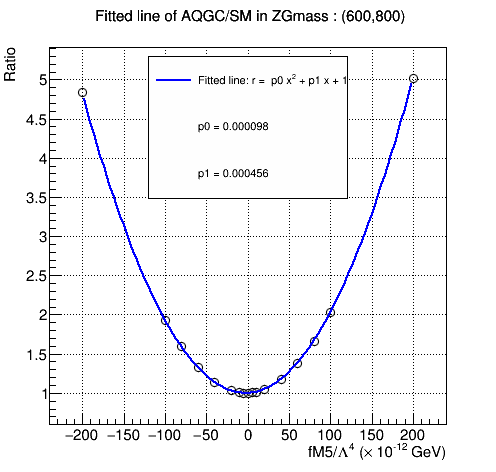 Fitted line of AQGC/SM in ZGmass : (600,800)
Ratio
Fitted line: r = p0 x² + p1 x + 1
p0 = 0.000098
p1 = 0.000456
5
4.5
4
3.5
3
2.5
2
1.5
1
−200 −150 −100 −50 0 50 100 150 200
fM5/Λ⁴ (× 10⁻¹² GeV)